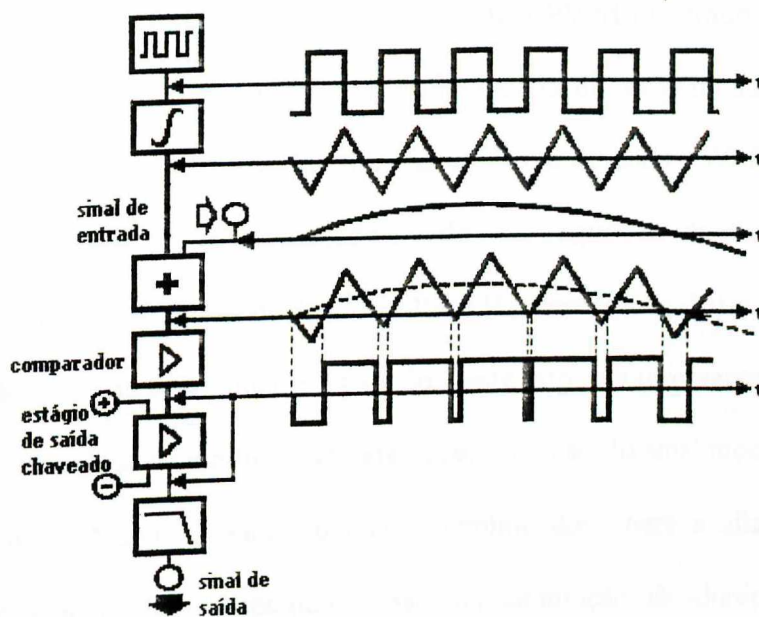 t
t
sinal de
entrada
t
+
t
comparador
t
+
estágio
de saída
chaveado
−
sinal de
saída